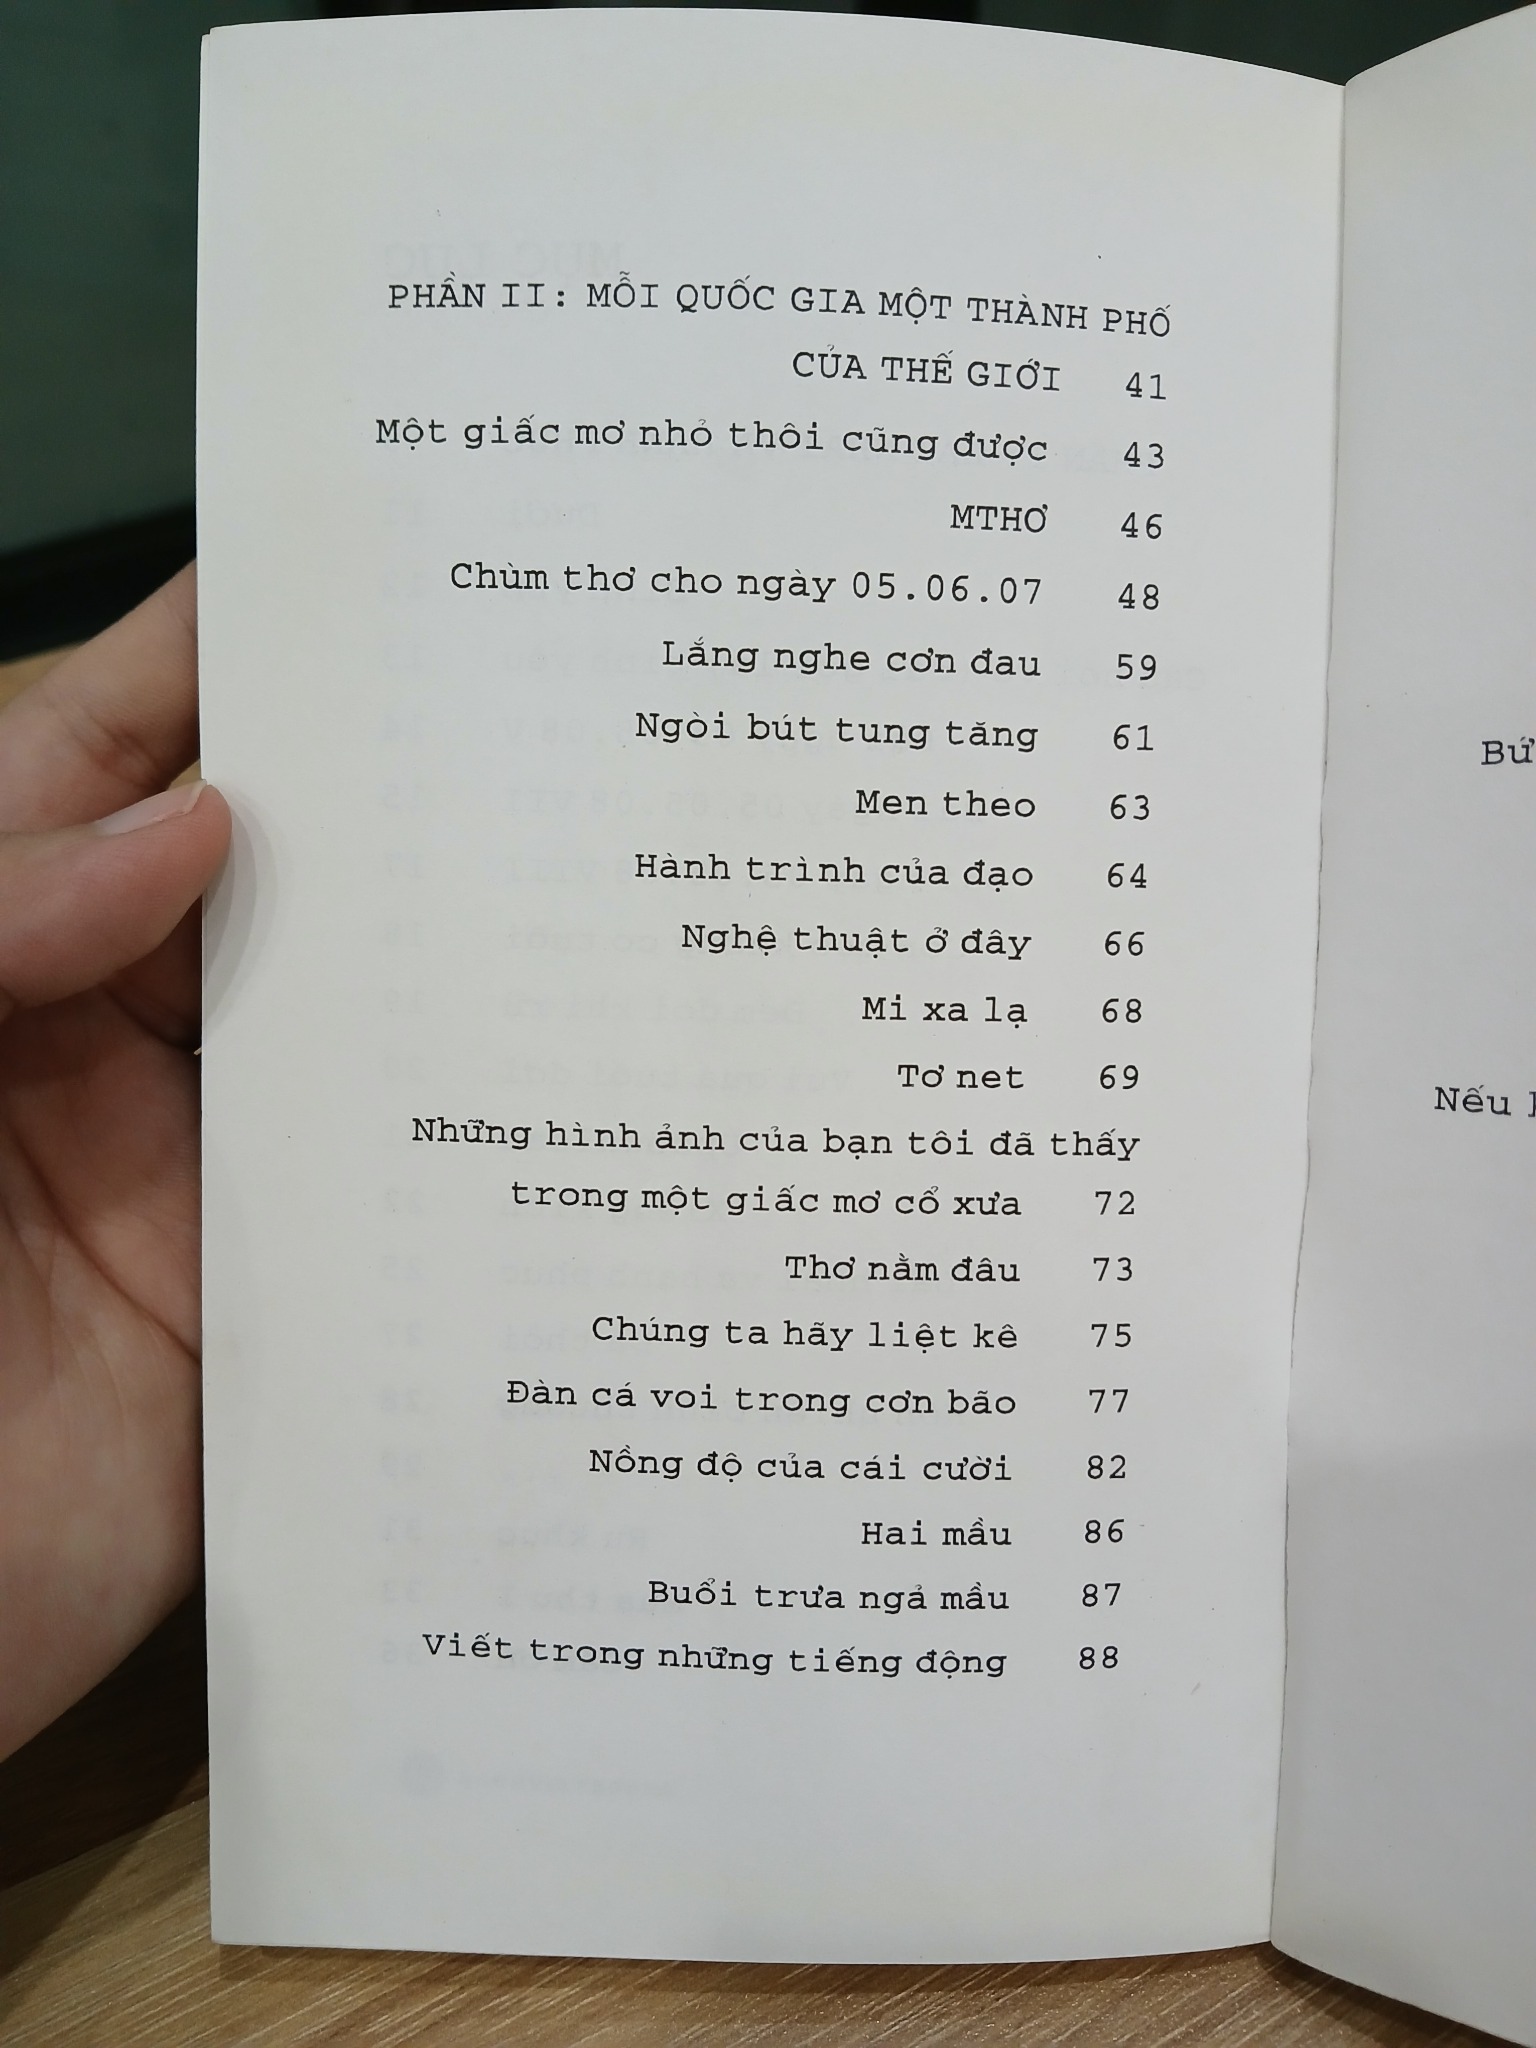 PHẦN II: MỖI QUỐC GIA MỘT THÀNH PHỐ
CỦA THẾ GIỚI 41
Một giấc mơ nhỏ thôi cũng được 43
MTHƠ 46
Chùm thơ cho ngày 05.06.07 48
Lắng nghe cơn đau 59
Ngòi bút tung tăng 61
Men theo 63
Hành trình của đạo 64
Nghệ thuật ở đây 66
Mi xa lạ 68
Tơ net 69
Những hình ảnh của bạn tôi đã thấy
trong một giấc mơ cổ xưa 72
Thơ nằm đâu 73
Chúng ta hãy liệt kê 75
Đàn cá voi trong cơn bão 77
Nồng độ của cái cười 82
Hai mầu 86
Buổi trưa ngả mầu 87
Viết trong những tiếng động 88
Nếu